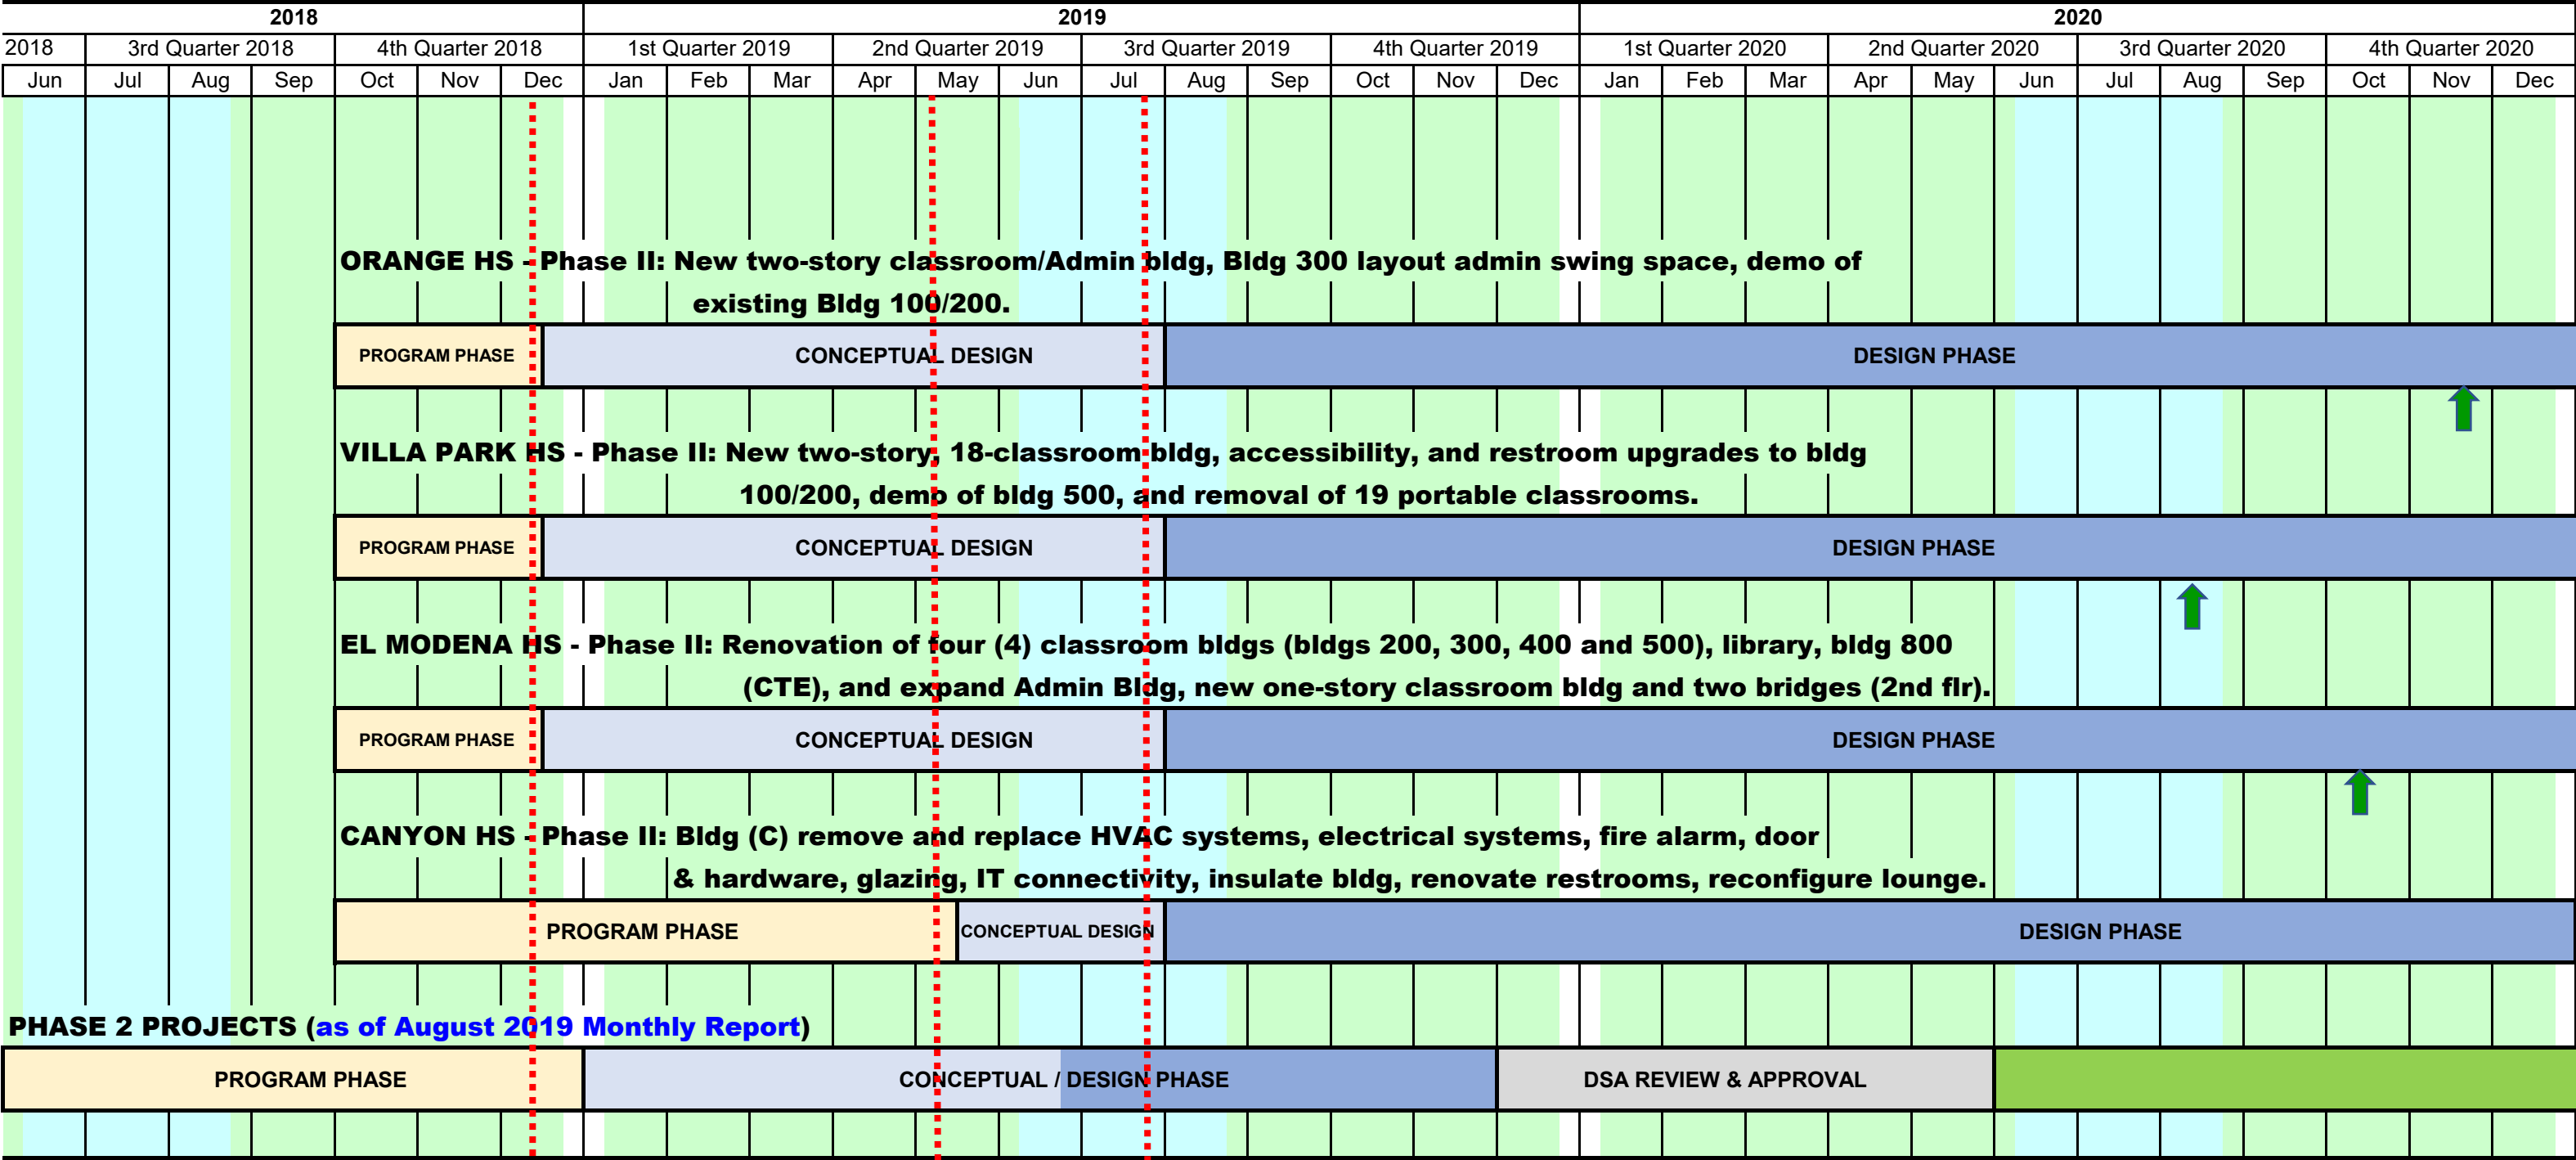 2018 2019 2020
2018 3rd Quarter 2018 4th Quarter 2018 1st Quarter 2019 2nd Quarter 2019 3rd Quarter 2019 4th Quarter 2019 1st Quarter 2020 2nd Quarter 2020 3rd Quarter 2020 4th Quarter 2020
Jun Jul Aug Sep Oct Nov Dec Jan Feb Mar Apr May Jun Jul Aug Sep Oct Nov Dec Jan Feb Mar Apr May Jun Jul Aug Sep Oct Nov Dec
ORANGE HS - Phase II: New two-story classroom/Admin bldg, Bldg 300 layout admin swing space, demo of
existing Bldg 100/200.
PROGRAM PHASE CONCEPTUAL DESIGN DESIGN PHASE
VILLA PARK HS - Phase II: New two-story, 18-classroom bldg, accessibility, and restroom upgrades to bldg
100/200, demo of bldg 500, and removal of 19 portable classrooms.
PROGRAM PHASE CONCEPTUAL DESIGN DESIGN PHASE
EL MODENA HS - Phase II: Renovation of four (4) classroom bldgs (bldgs 200, 300, 400 and 500), library, bldg 800
(CTE), and expand Admin Bldg, new one-story classroom bldg and two bridges (2nd flr).
PROGRAM PHASE CONCEPTUAL DESIGN DESIGN PHASE
CANYON HS - Phase II: Bldg (C) remove and replace HVAC systems, electrical systems, fire alarm, door
& hardware, glazing, IT connectivity, insulate bldg, renovate restrooms, reconfigure lounge.
PROGRAM PHASE CONCEPTUAL DESIGN DESIGN PHASE
PHASE 2 PROJECTS (as of August 2019 Monthly Report)
PROGRAM PHASE CONCEPTUAL / DESIGN PHASE DSA REVIEW & APPROVAL